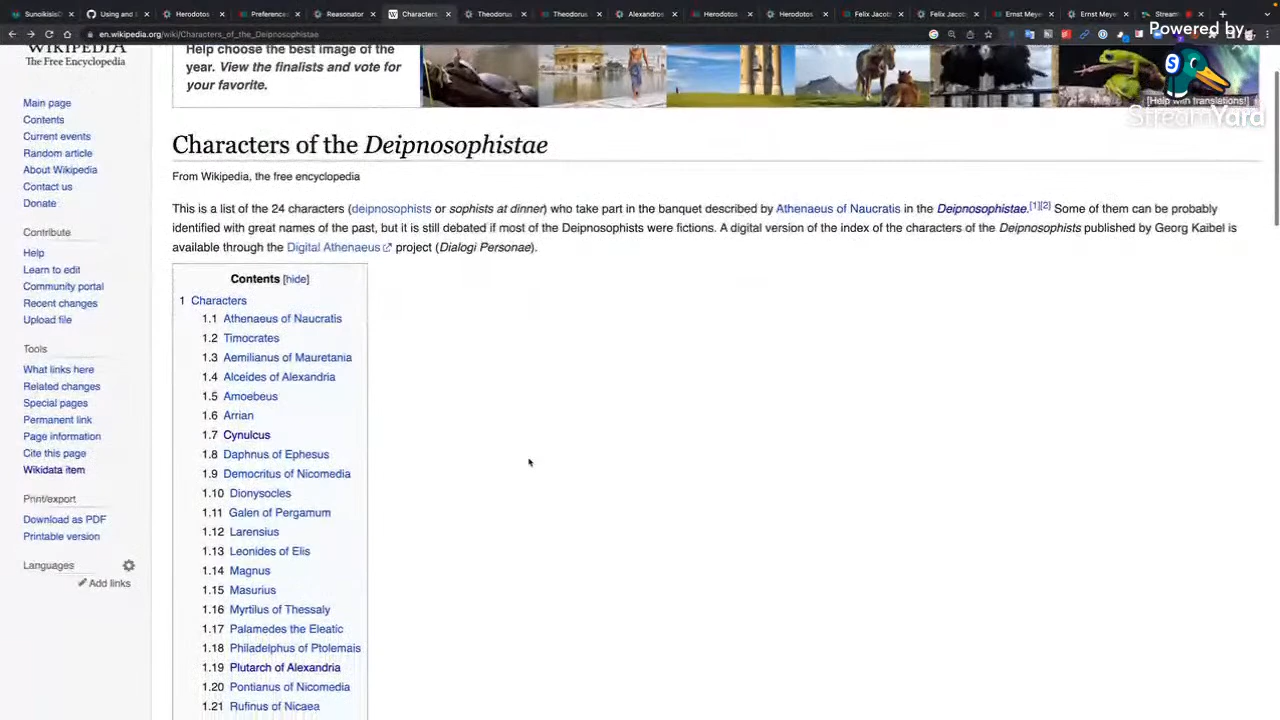 SunoikisisD
Using and
Herodotos
Preferences
Reasonator
Characters
Theodorus
Theodorus
Alexandros
Herodotos
Herodotos
Felix Jacob
Felix Jacob
Ernst Meye
Ernst Meye
Stream
en.wikipedia.org/wiki/Characters_of_the_Deipnosophistae
Powered by
StreamYard
WIKIPEDIA
The Free Encyclopedia
Help choose the best image of the
year. View the finalists and vote for
your favorite.
[Help with translations!]
Main page
Contents
Current events
Random article
About Wikipedia
Contact us
Donate
Contribute
Help
Learn to edit
Community portal
Recent changes
Upload file
Tools
What links here
Related changes
Special pages
Permanent link
Page information
Cite this page
Wikidata item
Print/export
Download as PDF
Printable version
Languages
Add links
Characters of the Deipnosophistae
From Wikipedia, the free encyclopedia
This is a list of the 24 characters (deipnosophists or sophists at dinner) who take part in the banquet described by Athenaeus of Naucratis in the Deipnosophistae.[1][2] Some of them can be probably
identified with great names of the past, but it is still debated if most of the Deipnosophists were fictions. A digital version of the index of the characters of the Deipnosophists published by Georg Kaibel is
available through the Digital Athenaeus project (Dialogi Personae).
Contents [hide]
1 Characters
1.1 Athenaeus of Naucratis
1.2 Timocrates
1.3 Aemilianus of Mauretania
1.4 Alceides of Alexandria
1.5 Amoebeus
1.6 Arrian
1.7 Cynulcus
1.8 Daphnus of Ephesus
1.9 Democritus of Nicomedia
1.10 Dionysocles
1.11 Galen of Pergamum
1.12 Larensius
1.13 Leonides of Elis
1.14 Magnus
1.15 Masurius
1.16 Myrtilus of Thessaly
1.17 Palamedes the Eleatic
1.18 Philadelphus of Ptolemais
1.19 Plutarch of Alexandria
1.20 Pontianus of Nicomedia
1.21 Rufinus of Nicaea